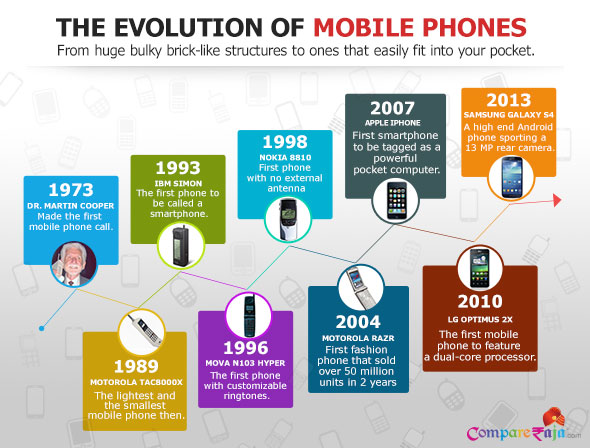 THE EVOLUTION OF MOBILE PHONES
From huge bulky brick-like structures to ones that easily fit into your pocket.
1973
DR. MARTIN COOPER
Made the first
mobile phone call.
1989
MOTOROLA TAC8000X
The lightest and
the smallest
mobile phone then.
1993
IBM SIMON
The first phone to
be called a
smartphone.
1996
MOVA N103 HYPER
The first phone
with customizable
ringtones.
1998
NOKIA 8810
First phone
with no external
antenna
2004
MOTOROLA RAZR
First fashion
phone that sold
over 50 million
units in 2 years
2007
APPLE IPHONE
First smartphone
to be tagged as a
powerful
pocket computer.
2010
LG OPTIMUS 2X
The first mobile
phone to feature
a dual-core processor.
2013
SAMSUNG GALAXY S4
A high end Android
phone sporting a
13 MP rear camera.
Compare₹aja.com